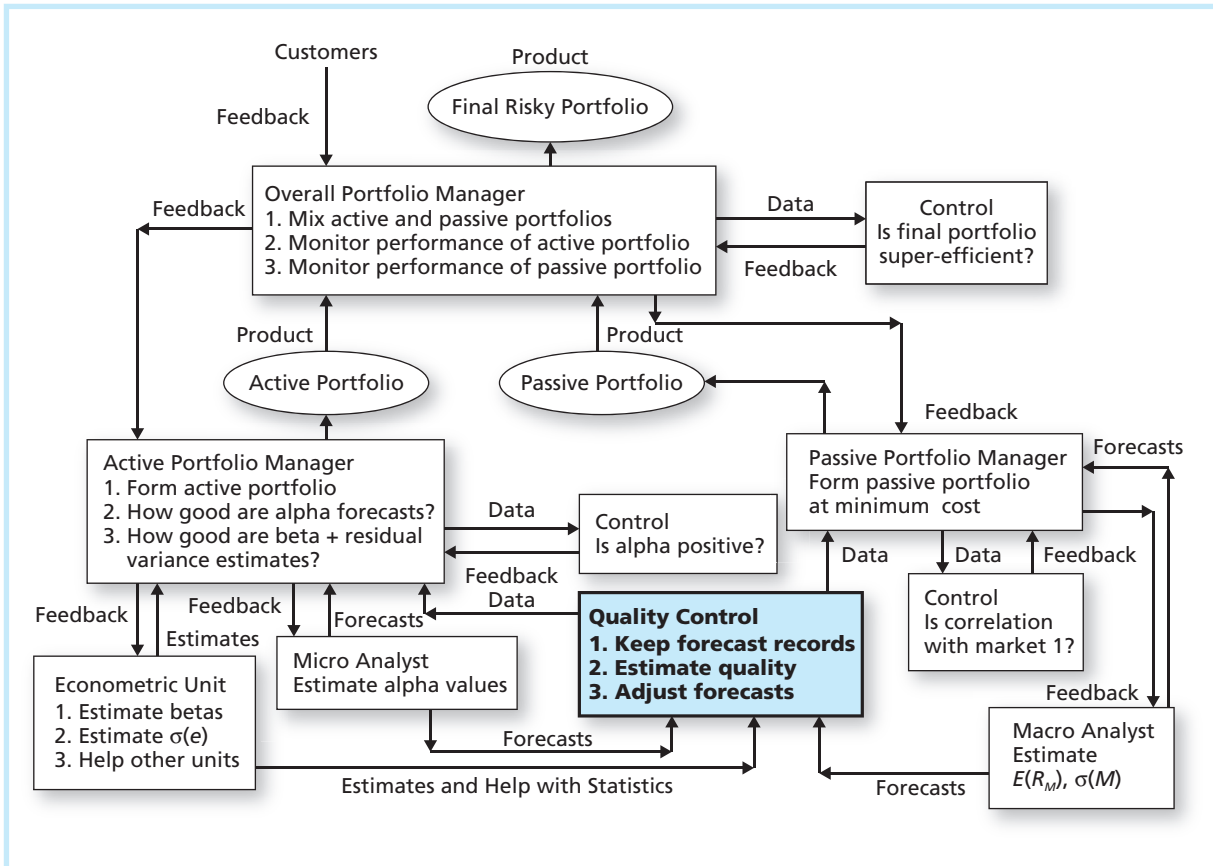 Customers
Product
Feedback
Final Risky Portfolio
Feedback
Overall Portfolio Manager
1. Mix active and passive portfolios
2. Monitor performance of active portfolio
3. Monitor performance of passive portfolio
Data
Feedback
Control
Is final portfolio
super-efficient?
Product
Product
Active Portfolio
Passive Portfolio
Feedback
Active Portfolio Manager
1. Form active portfolio
2. How good are alpha forecasts?
3. How good are beta + residual
variance estimates?
Data
Feedback
Control
Is alpha positive?
Passive Portfolio Manager
Form passive portfolio
at minimum cost
Forecasts
Data
Data
Feedback
Control
Is correlation
with market 1?
Feedback
Estimates
Feedback
Forecasts
Data
Quality Control
1. Keep forecast records
2. Estimate quality
3. Adjust forecasts
Econometric Unit
1. Estimate betas
2. Estimate σ(e)
3. Help other units
Micro Analyst
Estimate alpha values
Forecasts
Estimates and Help with Statistics
Feedback
Macro Analyst
Estimate
E(R_M), σ(M)
Forecasts